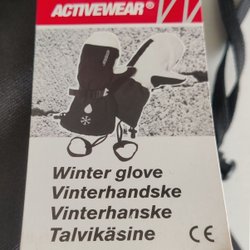 ACTIVEWEAR®
Winter glove
Vinterhandske
Vinterhanske
Talvikäsine CE